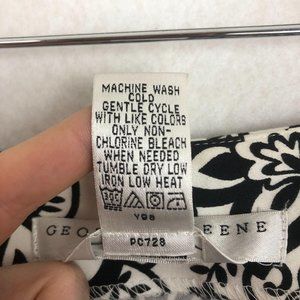 MACHINE WASH
COLD
GENTLE CYCLE
WITH LIKE COLORS
ONLY NON-
CHLORINE BLEACH
WHEN NEEDED
TUMBLE DRY LOW
IRON LOW HEAT
PC728
GEO
EENE